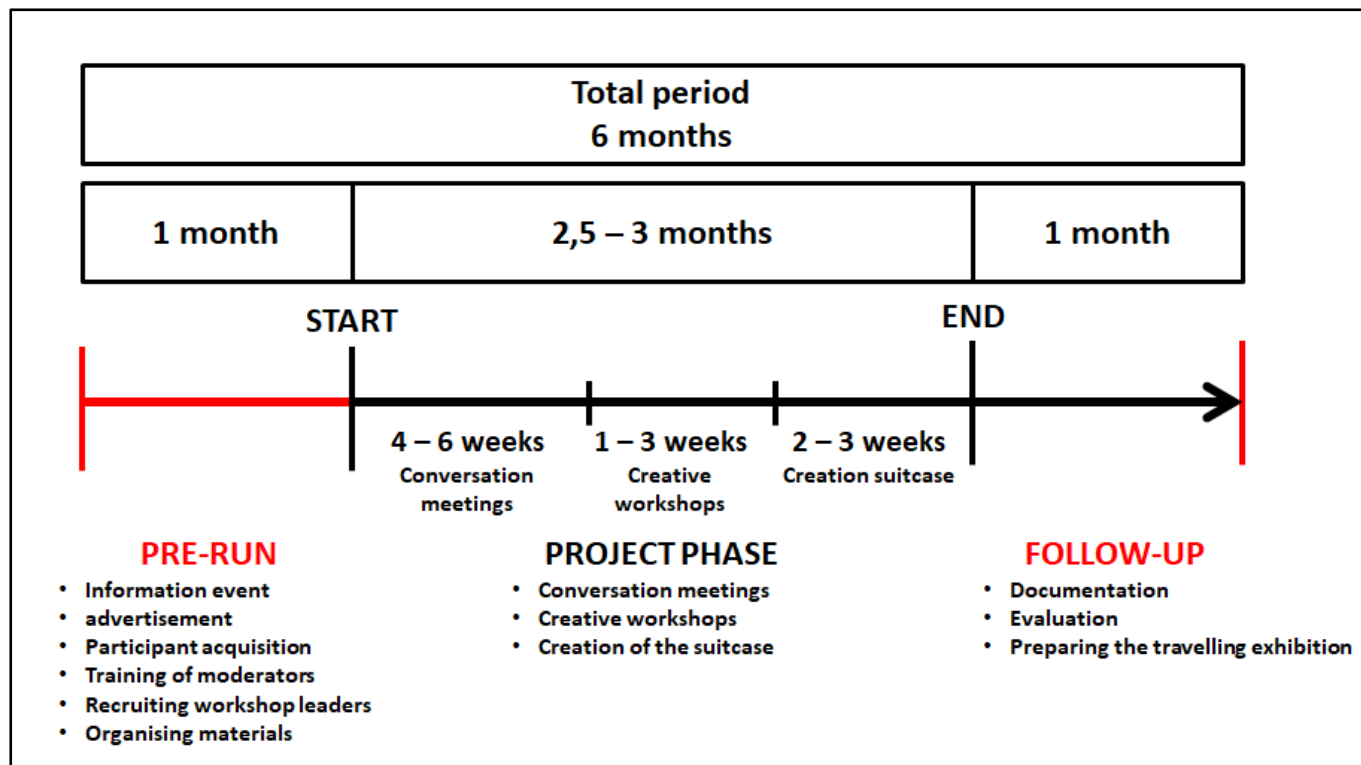 Total period
6 months
1 month
2,5 – 3 months
1 month
START
END
4 – 6 weeks
Conversation
meetings
1 – 3 weeks
Creative
workshops
2 – 3 weeks
Creation suitcase
PRE-RUN
• Information event
• advertisement
• Participant acquisition
• Training of moderators
• Recruiting workshop leaders
• Organising materials
PROJECT PHASE
• Conversation meetings
• Creative workshops
• Creation of the suitcase
FOLLOW-UP
• Documentation
• Evaluation
• Preparing the travelling exhibition